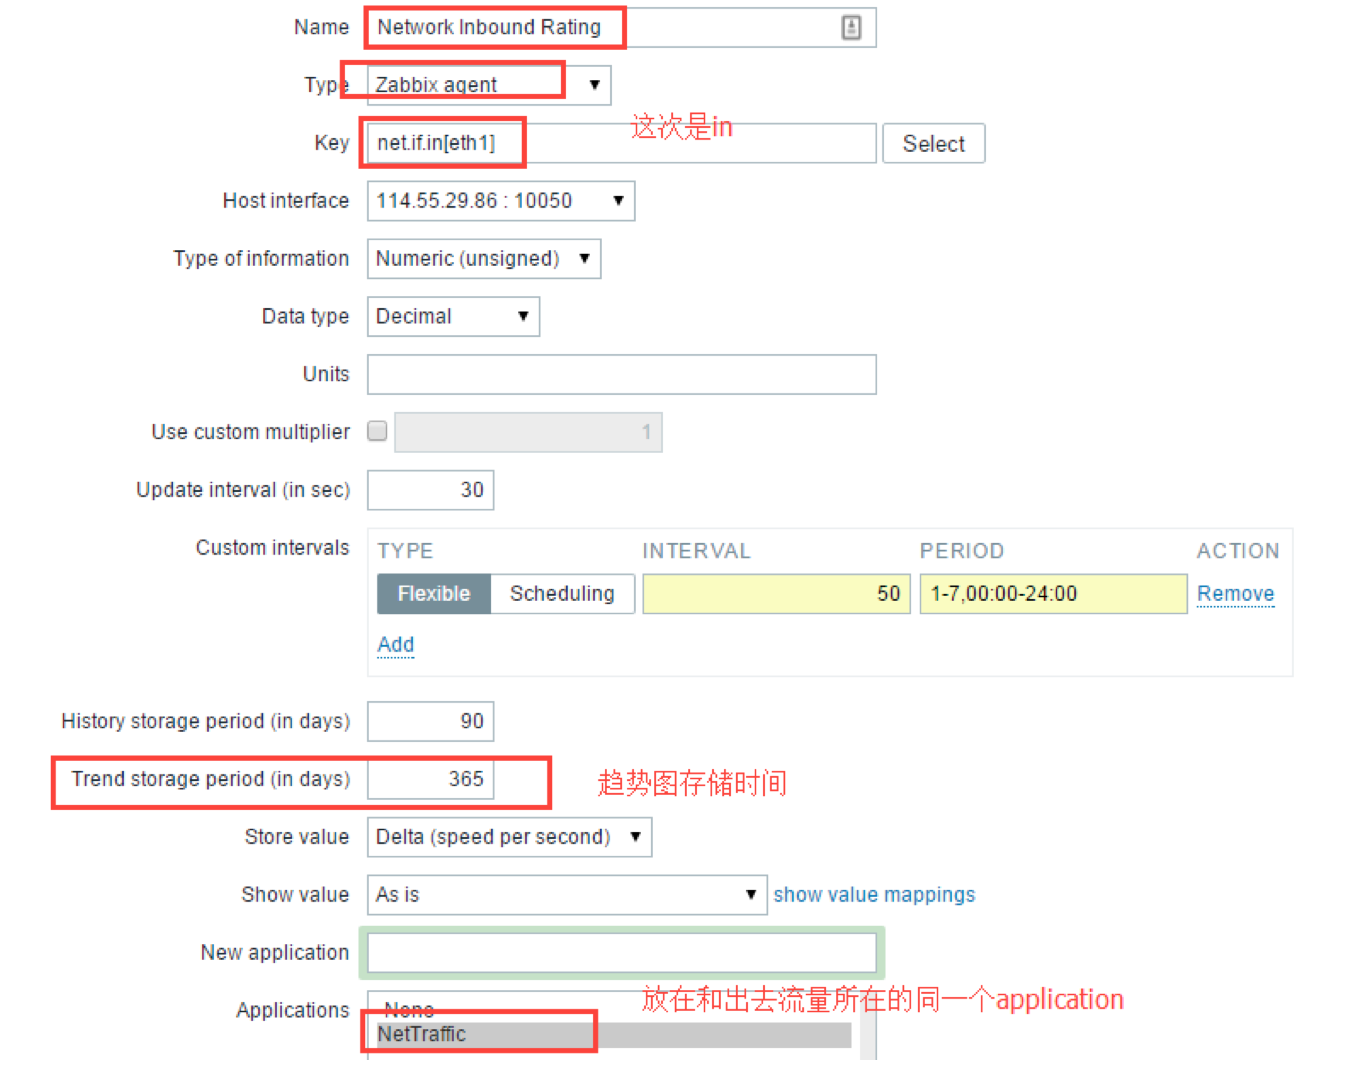 Name Network Inbound Rating
Type Zabbix agent
这次是in
Key net.if.in[eth1] Select
Host interface 114.55.29.86 : 10050
Type of information Numeric (unsigned)
Data type Decimal
Units
Use custom multiplier 1
Update interval (in sec) 30
Custom intervals TYPE INTERVAL PERIOD ACTION
Flexible Scheduling 50 1-7,00:00-24:00 Remove
Add
History storage period (in days) 90
Trend storage period (in days) 365 趋势图存储时间
Store value Delta (speed per second)
Show value As is show value mappings
New application
放在和出去流量所在的同一个application
Applications -None-
NetTraffic